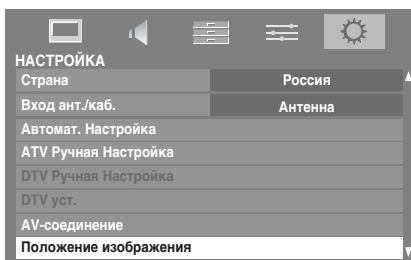 НАСТРОЙКА
Страна Россия
Вход ант./каб. Антенна
Автомат. Настройка
ATV Ручная Настройка
DTV Ручная Настройка
DTV уст.
AV-соединение
Положение изображения